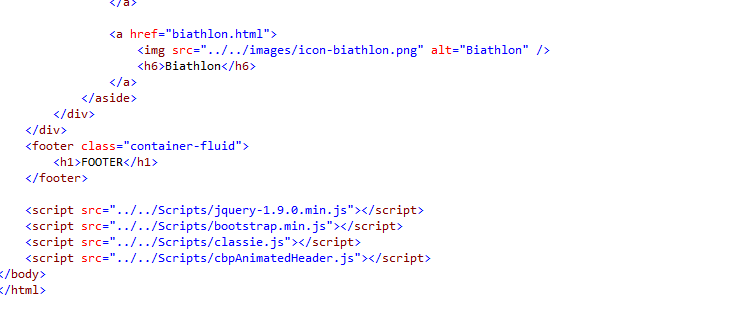 </a>
<a href="biathlon.html">
<img src="../../images/icon-biathlon.png" alt="Biathlon" />
<h6>Biathlon</h6>
</a>
</aside>
</div>
</div>
<footer class="container-fluid">
<h1>FOOTER</h1>
</footer>
<script src="../../Scripts/jquery-1.9.0.min.js"></script>
<script src="../../Scripts/bootstrap.min.js"></script>
<script src="../../Scripts/classie.js"></script>
<script src="../../Scripts/cbpAnimatedHeader.js"></script>
</body>
</html>